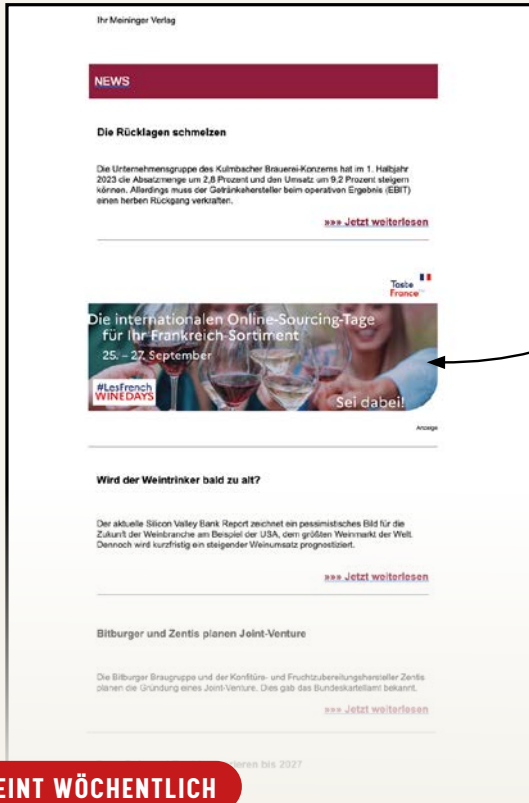 Ihr Meininger Verlag
NEWS
Die Rücklagen schmelzen
Die Unternehmensgruppe des Kulmbacher Brauerei-Konzerns hat im 1. Halbjahr
2023 die Absatzmenge um 2,8 Prozent und den Umsatz um 9,2 Prozent steigern
können. Allerdings muss der Getränkehersteller beim operativen Ergebnis (EBIT)
einen herben Rückgang verkraften.
»»» Jetzt weiterlesen
Taste
France
Die internationalen Online-Sourcing-Tage
für Ihr Frankreich-Sortiment
25. – 27. September
#LesFrench
WINEDAYS
Sei dabei!
Anzeige
Wird der Weintrinker bald zu alt?
Der aktuelle Silicon Valley Bank Report zeichnet ein pessimistisches Bild für die
Zukunft der Weinbranche am Beispiel der USA, dem größten Weinmarkt der Welt.
Dennoch wird kurzfristig ein steigender Weinumsatz prognostiziert.
»»» Jetzt weiterlesen
Bitburger und Zentis planen Joint-Venture
Die Bitburger Braugruppe und der Konfitüre- und Fruchtzubereitungshersteller Zentis
planen die Gründung eines Joint-Venture. Dies gab das Bundeskartellamt bekannt.
»»» Jetzt weiterlesen
bis 2027
EINT WÖCHENTLICH